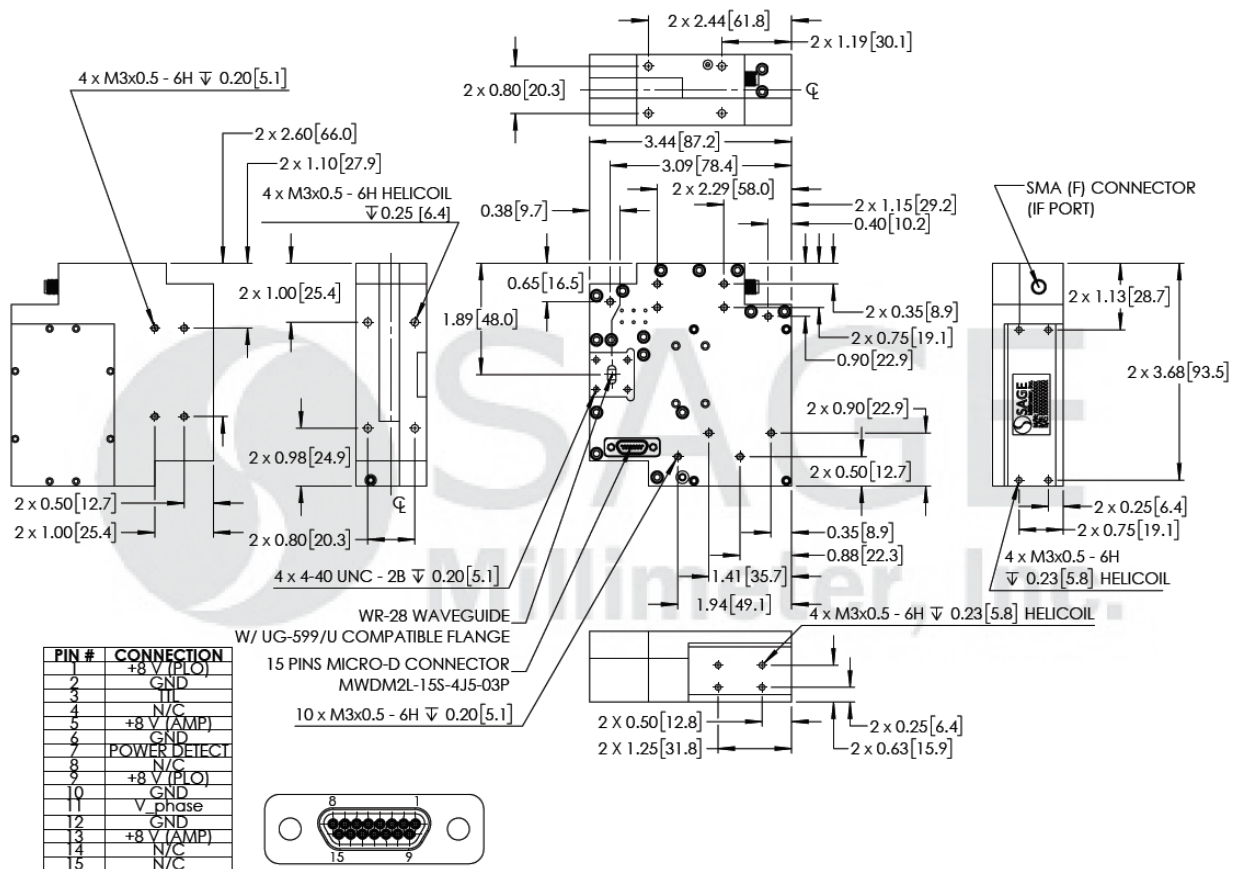 2 x 2.44[61.8]
2 x 1.19[30.1]
4 x M3x0.5 - 6H ↧ 0.20[5.1]
2 x 0.80[20.3]
℄
2 x 2.60[66.0]
3.44[87.2]
2 x 1.10[27.9]
3.09[78.4]
4 x M3x0.5 - 6H HELICOIL
↧ 0.25 [6.4]
2 x 2.29[58.0]
SMA (F) CONNECTOR
(IF PORT)
0.38[9.7]
2 x 1.15[29.2]
0.40[10.2]
2 x 1.00[25.4]
0.65[16.5]
2 x 1.13[28.7]
1.89[48.0]
2 x 0.35[8.9]
2 x 0.75[19.1]
0.90[22.9]
2 x 3.68[93.5]
SAGE
SAGE
2 x 0.90[22.9]
2 x 0.98[24.9]
2 x 0.50[12.7]
2 x 0.50[12.7]
℄
2 x 0.25[6.4]
2 x 1.00[25.4]
2 x 0.80[20.3]
0.35[8.9]
2 x 0.75[19.1]
0.88[22.3]
4 x M3x0.5 - 6H
↧ 0.23[5.8] HELICOIL
4 x 4-40 UNC - 2B ↧ 0.20[5.1]
1.41[35.7]
Millimeter, Inc.
1.94[49.1]
WR-28 WAVEGUIDE
W/ UG-599/U COMPATIBLE FLANGE
4 x M3x0.5 - 6H ↧ 0.23[5.8] HELICOIL
15 PINS MICRO-D CONNECTOR
MWDM2L-15S-4J5-03P
10 x M3x0.5 - 6H ↧ 0.20[5.1]
2 X 0.50[12.8]
2 x 0.25[6.4]
2 X 1.25[31.8]
2 x 0.63[15.9]
PIN # CONNECTION
1 +8 V (PLO)
2 GND
3 TTL
4 N/C
5 +8 V (AMP)
6 GND
7 POWER DETECT
8 N/C
9 +8 V (PLO)
10 GND
11 V_phase
12 GND
13 +8 V (AMP)
14 N/C
15 N/C
8 1
15 9